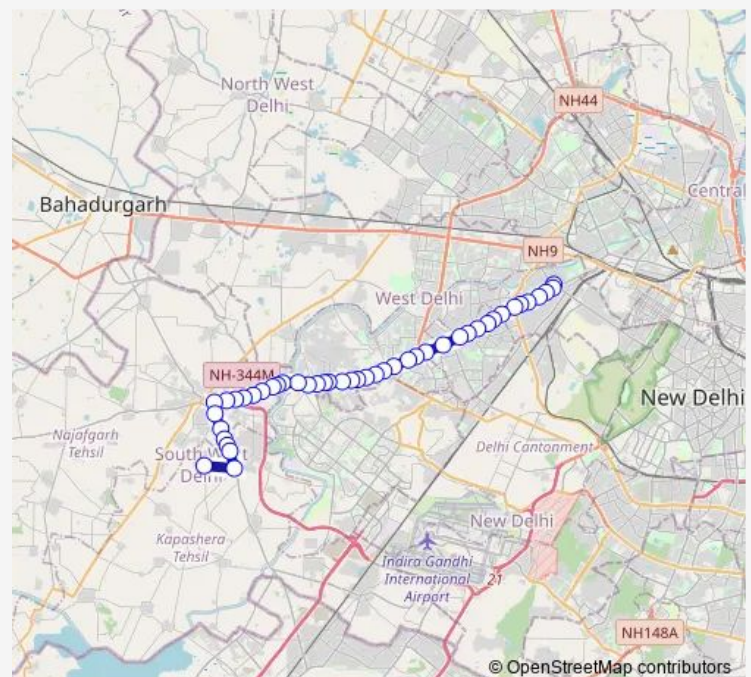 North West
Delhi
NH44
Bahadurgarh
Central
NH9
West Delhi
NH-344M
New Delhi
Najafgarh
Tehsil
South West
Delhi
Delhi Cantonment
New Delhi
Kapashera
Tehsil
Indira Gandhi
International
Airport
21
NH148A
© OpenStreetMap contributors